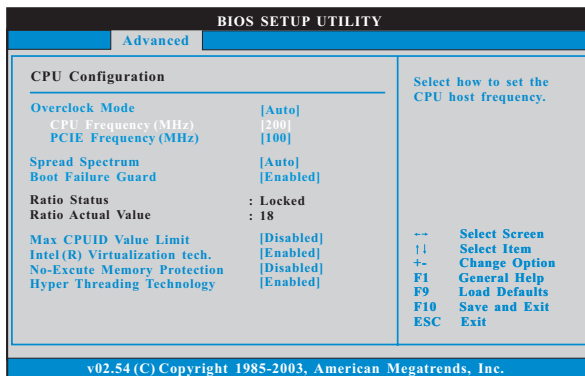 BIOS SETUP UTILITY
Advanced
CPU Configuration
Overclock Mode [Auto]
CPU Frequency (MHz) [200]
PCIE Frequency (MHz) [100]
Spread Spectrum [Auto]
Boot Failure Guard [Enabled]
Ratio Status : Locked
Ratio Actual Value : 18
Max CPUID Value Limit [Disabled]
Intel(R) Virtualization tech. [Enabled]
No-Excute Memory Protection [Disabled]
Hyper Threading Technology [Enabled]
Select how to set the
CPU host frequency.
←→ Select Screen
↑↓ Select Item
+- Change Option
F1 General Help
F9 Load Defaults
F10 Save and Exit
ESC Exit
v02.54 (C) Copyright 1985-2003, American Megatrends, Inc.